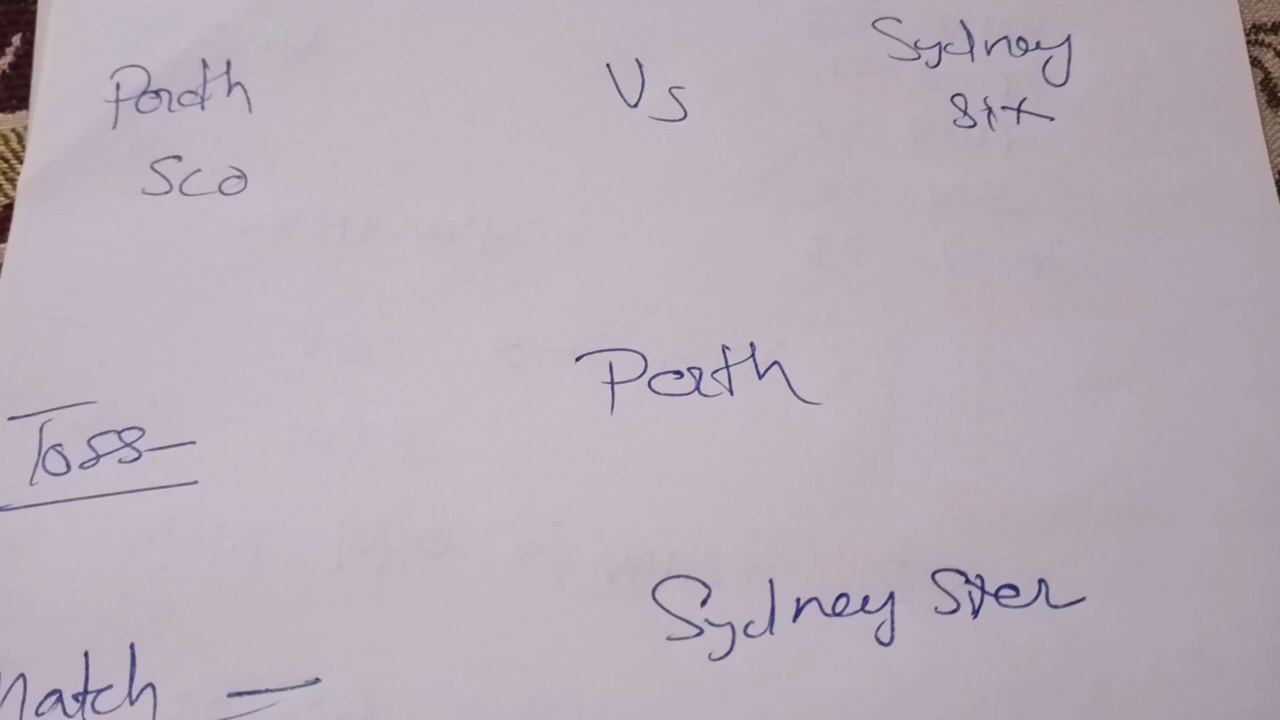 Perth Vs Sydney
Sco six
Perth
Toss
Sydney Sixer
Match —